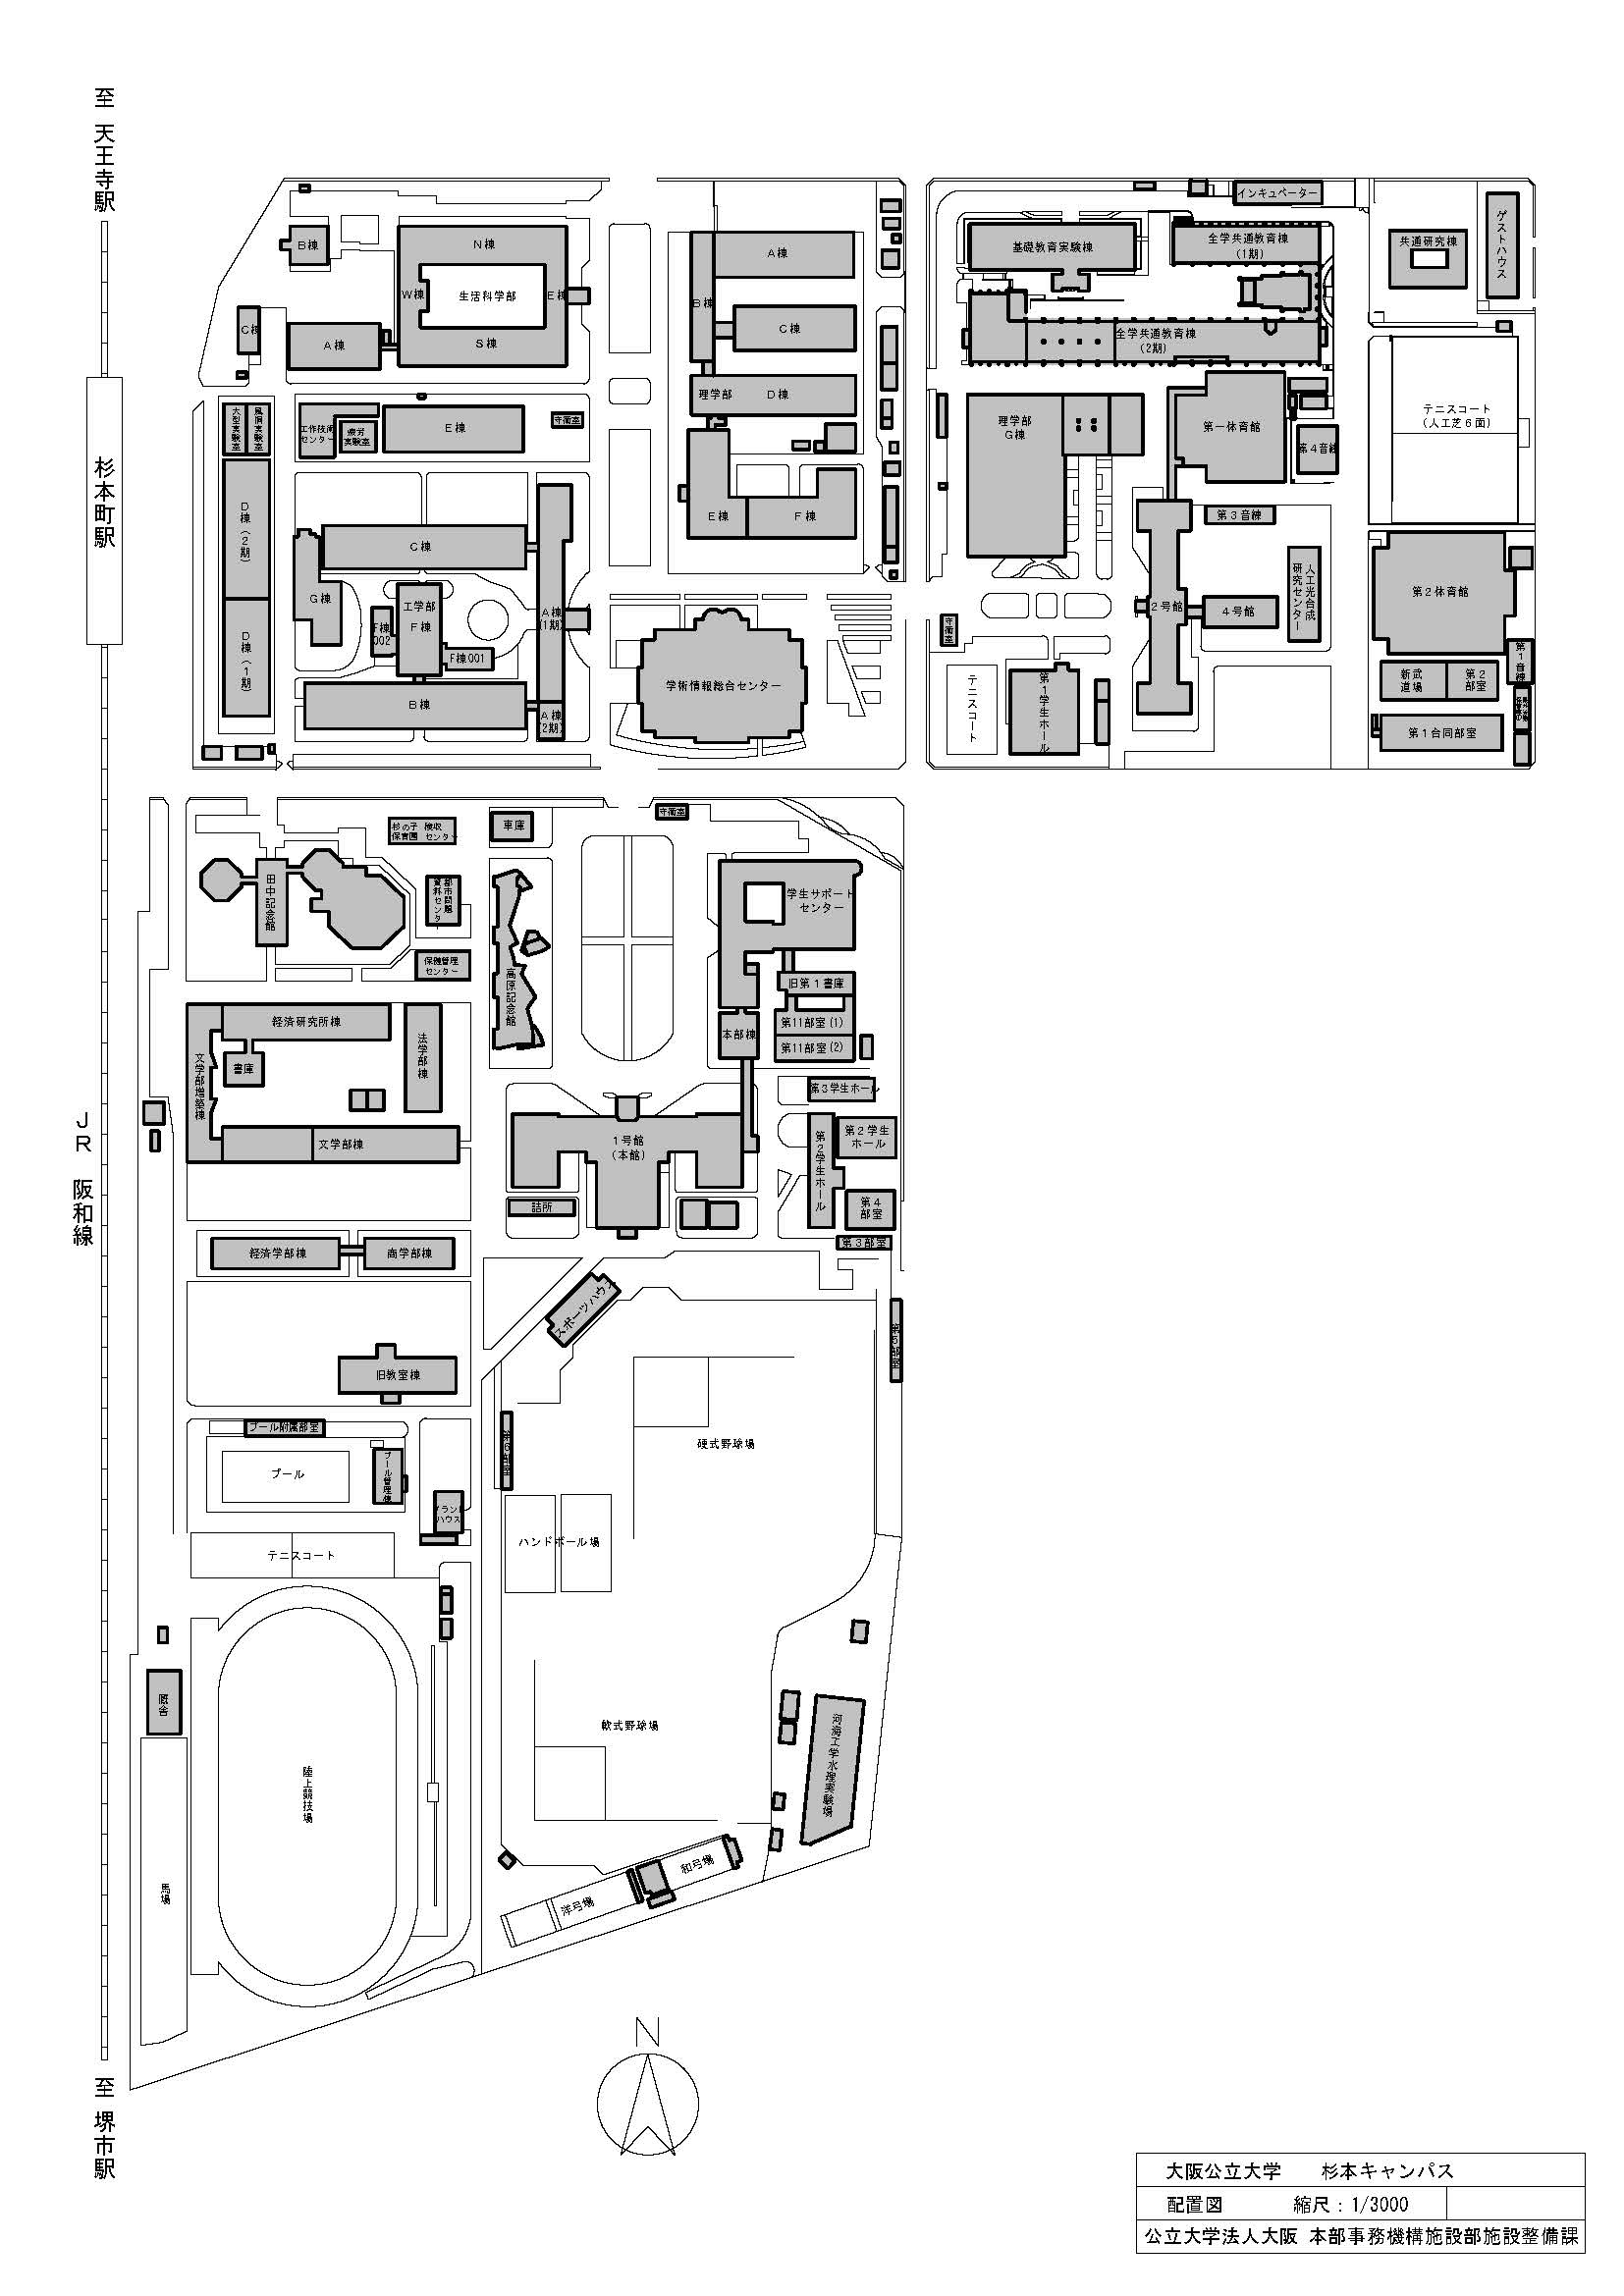 至 天王寺駅
杉本町駅
JR 阪和線
至 堺市駅
B棟
N棟
W棟
生活科学部
E棟
C棟
A棟
S棟
大型実験室
風洞実験室
工作技術センター
疲労実験室
E棟
守衛室
D棟(2期)
D棟(1期)
C棟
G棟
工学部
F棟
F棟002
F棟001
A棟(1期)
B棟
A棟(2期)
A棟
B棟
C棟
理学部
D棟
E棟
F棟
学術情報総合センター
インキュベーター
基礎教育実験棟
全学共通教育棟
(1期)
全学共通教育棟
(2期)
共通研究棟
ゲストハウス
理学部
G棟
第一体育館
第4音練
第3音練
テニスコート
(人工芝6面)
2号館
4号館
人工光合成
研究センター
第2体育館
守衛室
テニスコート
第1学生ホール
新武道場
第2部室
第1音練
第1合同部室
杉の子保育園
検収センター
車庫
守衛室
田中記念館
都市問題
資料センター
保健管理
センター
高原記念館
学生サポート
センター
旧第1書庫
本部棟
第11部室(1)
第11部室(2)
経済研究所棟
文学部増築棟
書庫
法学部棟
文学部棟
第3学生ホール
1号館
(本館)
第2学生ホール
第2学生
ホール
詰所
第4
部室
第3部室
経済学部棟
商学部棟
スポーツハウス
第5部室
旧教室棟
プール附属部室
プール
プール管理棟
第6部室
硬式野球場
ハンドボール場
テニスコート
厩舎
陸上競技場
馬場
軟式野球場
河海工学水理実験場
和弓場
洋弓場
N
大阪公立大学 杉本キャンパス
配置図 縮尺：1/3000
公立大学法人大阪 本部事務機構施設部施設整備課